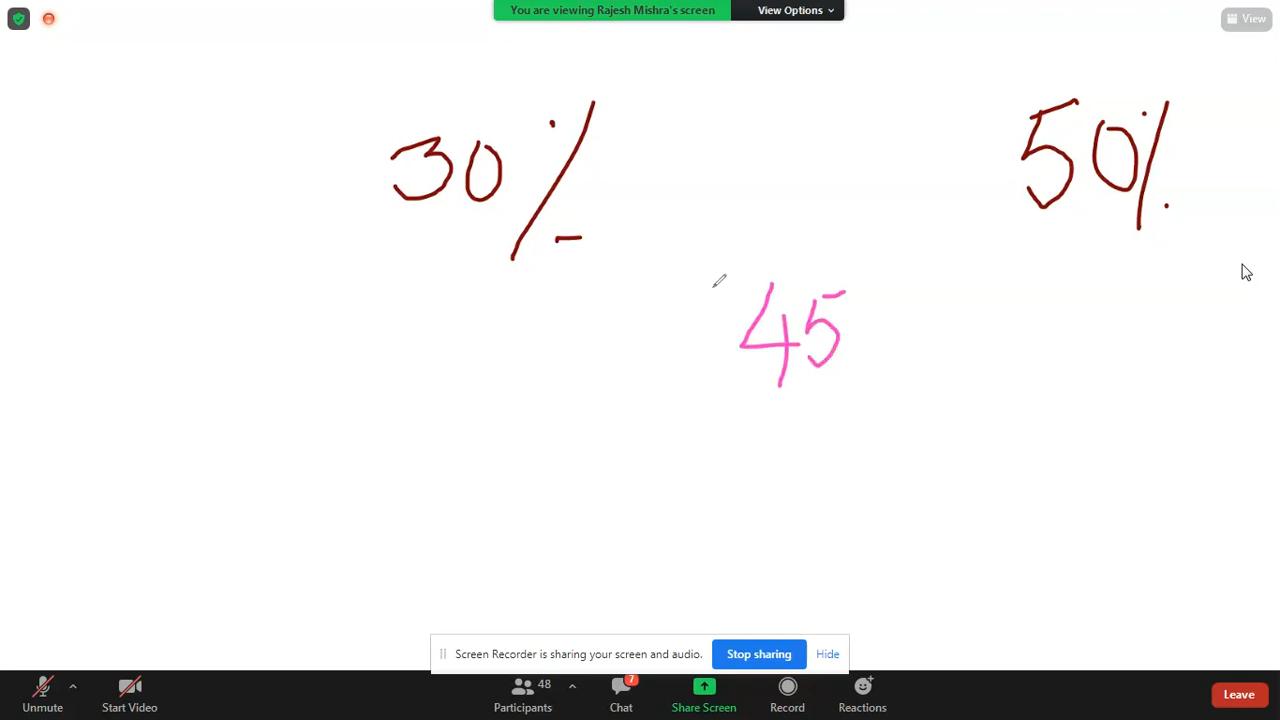 You are viewing Rajesh Mishra's screen
View Options
View
30%
50%
45
Screen Recorder is sharing your screen and audio.
Stop sharing
Hide
48
7
Unmute
Start Video
Participants
Chat
Share Screen
Record
Reactions
Leave